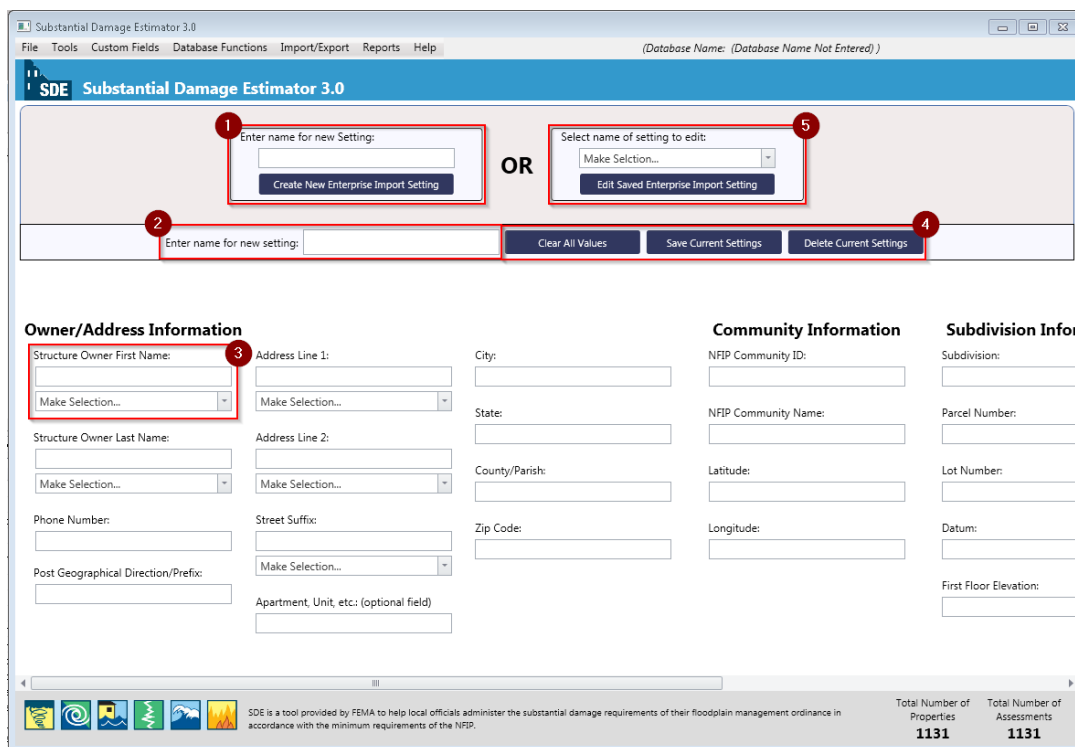 Substantial Damage Estimator 3.0
File Tools Custom Fields Database Functions Import/Export Reports Help (Database Name: (Database Name Not Entered) )
SDE Substantial Damage Estimator 3.0
1 5
Enter name for new Setting: Select name of setting to edit:
OR Make Selction...
Create New Enterprise Import Setting Edit Saved Enterprise Import Setting
2 4
Enter name for new setting: Clear All Values Save Current Settings Delete Current Settings
Owner/Address Information Community Information Subdivision Infor
3
Structure Owner First Name: Address Line 1: City: NFIP Community ID: Subdivision:
Make Selection... Make Selection...
State: NFIP Community Name: Parcel Number:
Structure Owner Last Name: Address Line 2:
County/Parish: Latitude: Lot Number:
Make Selection... Make Selection...
Phone Number: Street Suffix: Zip Code: Longitude: Datum:
Make Selection...
Post Geographical Direction/Prefix: First Floor Elevation:
Apartment, Unit, etc.: (optional field)
SDE is a tool provided by FEMA to help local officials administer the substantial damage requirements of their floodplain management ordinance in
accordance with the minimum requirements of the NFIP.
Total Number of Total Number of
Properties Assessments
1131 1131